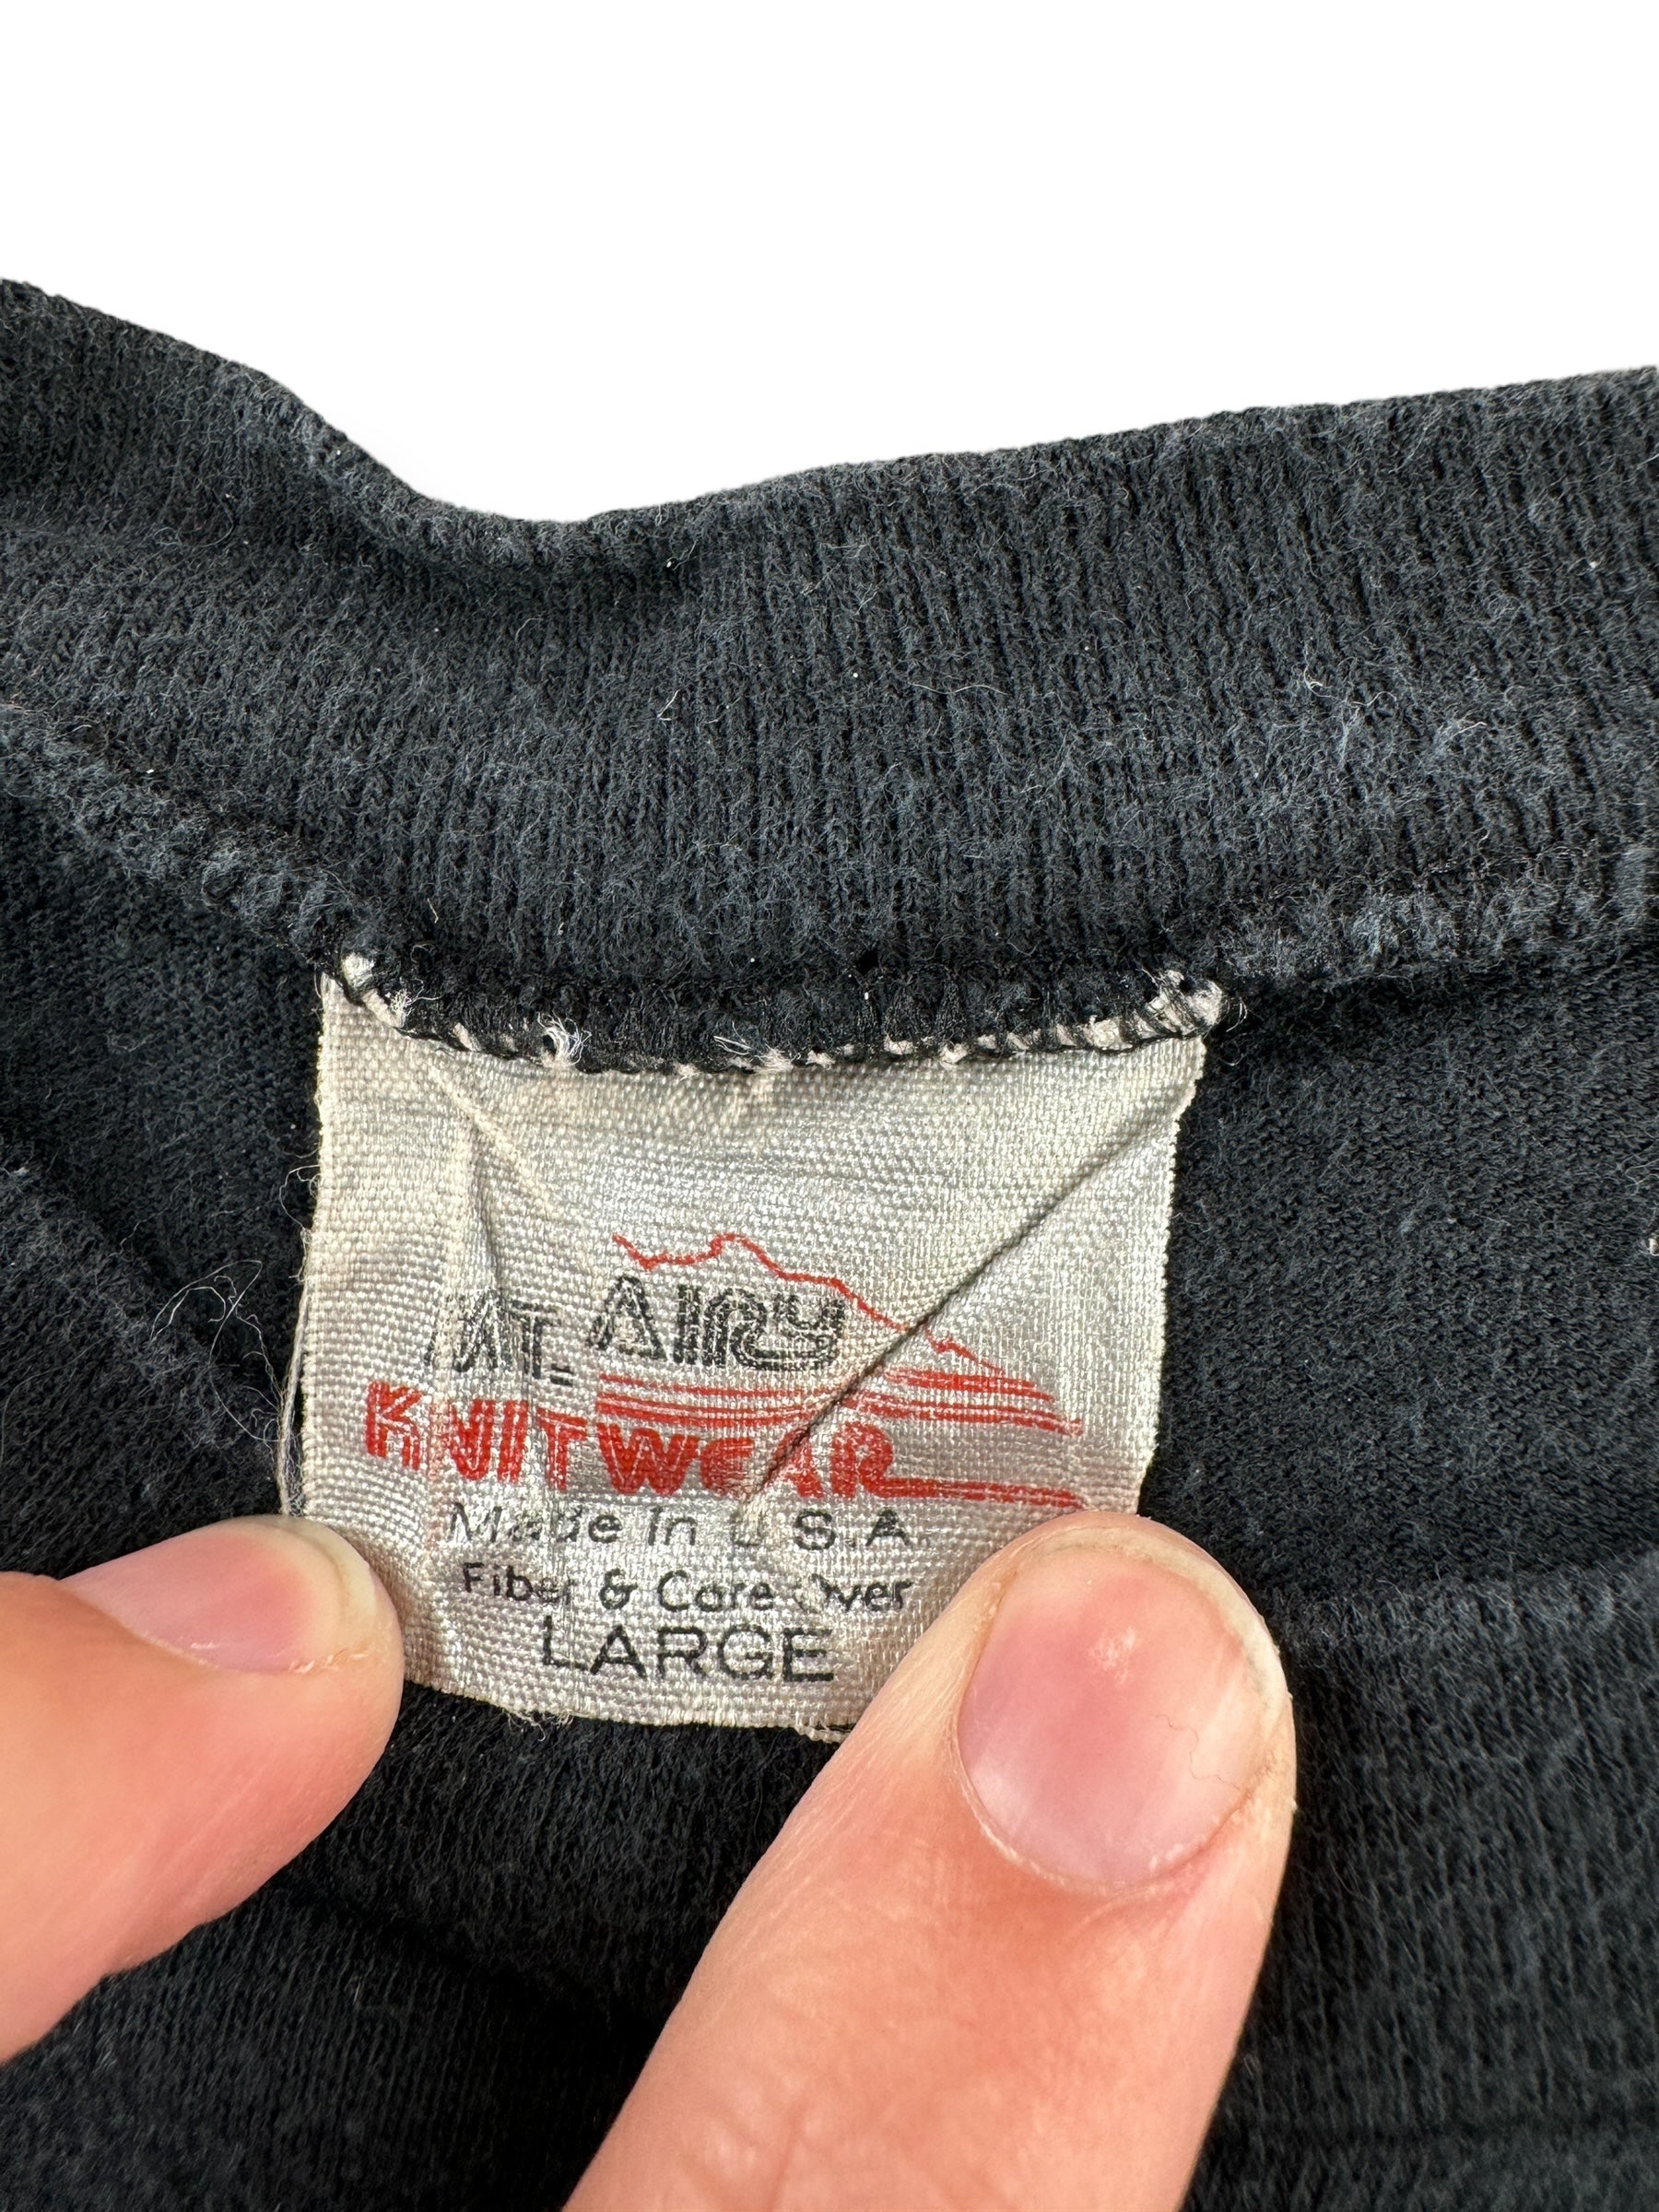 MT. AIRY
KNITWEAR
Made in U.S.A.
Fiber & Care Over
LARGE